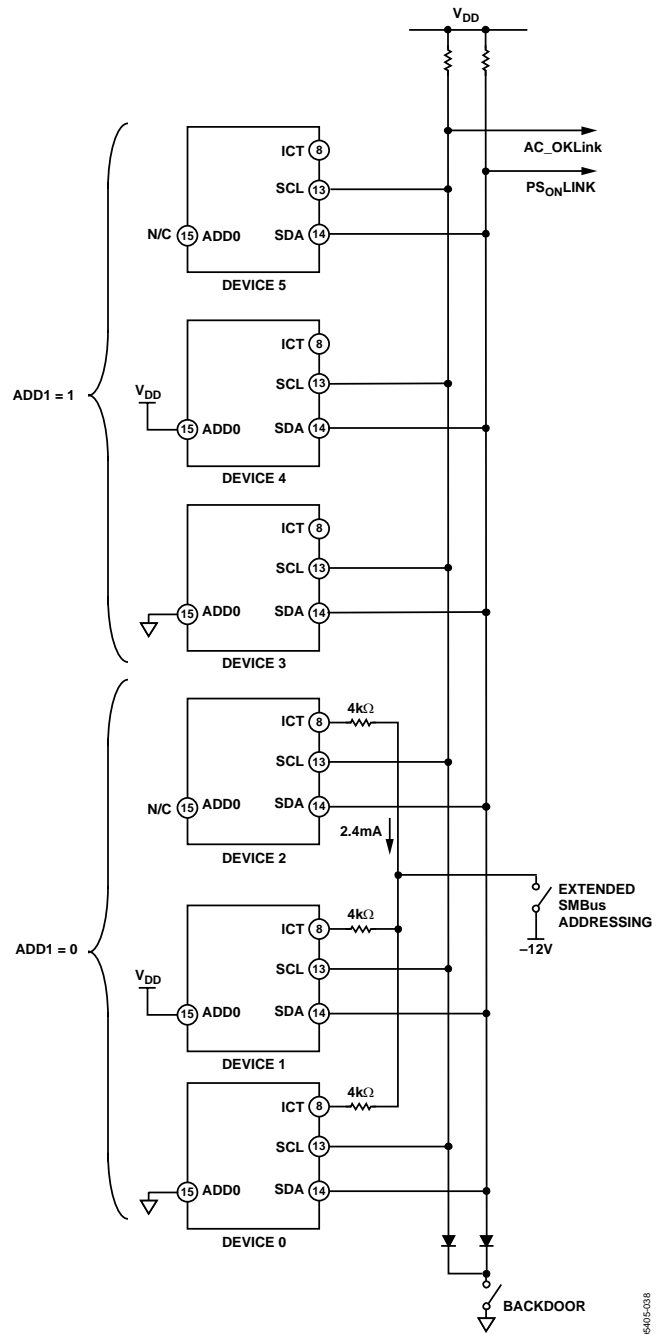 VDD
AC_OKLink
PSONLINK
ICT 8
SCL 13
N/C 15 ADD0 SDA 14
DEVICE 5
ICT 8
SCL 13
VDD
15 ADD0 SDA 14
DEVICE 4
ADD1 = 1
ICT 8
SCL 13
15 ADD0 SDA 14
DEVICE 3
4kΩ
ICT 8
SCL 13
N/C 15 ADD0 SDA 14
DEVICE 2
2.4mA
EXTENDED
SMBus
ADDRESSING
–12V
4kΩ
ICT 8
ADD1 = 0
SCL 13
VDD
15 ADD0 SDA 14
DEVICE 1
4kΩ
ICT 8
SCL 13
15 ADD0 SDA 14
DEVICE 0
BACKDOOR
05405-038